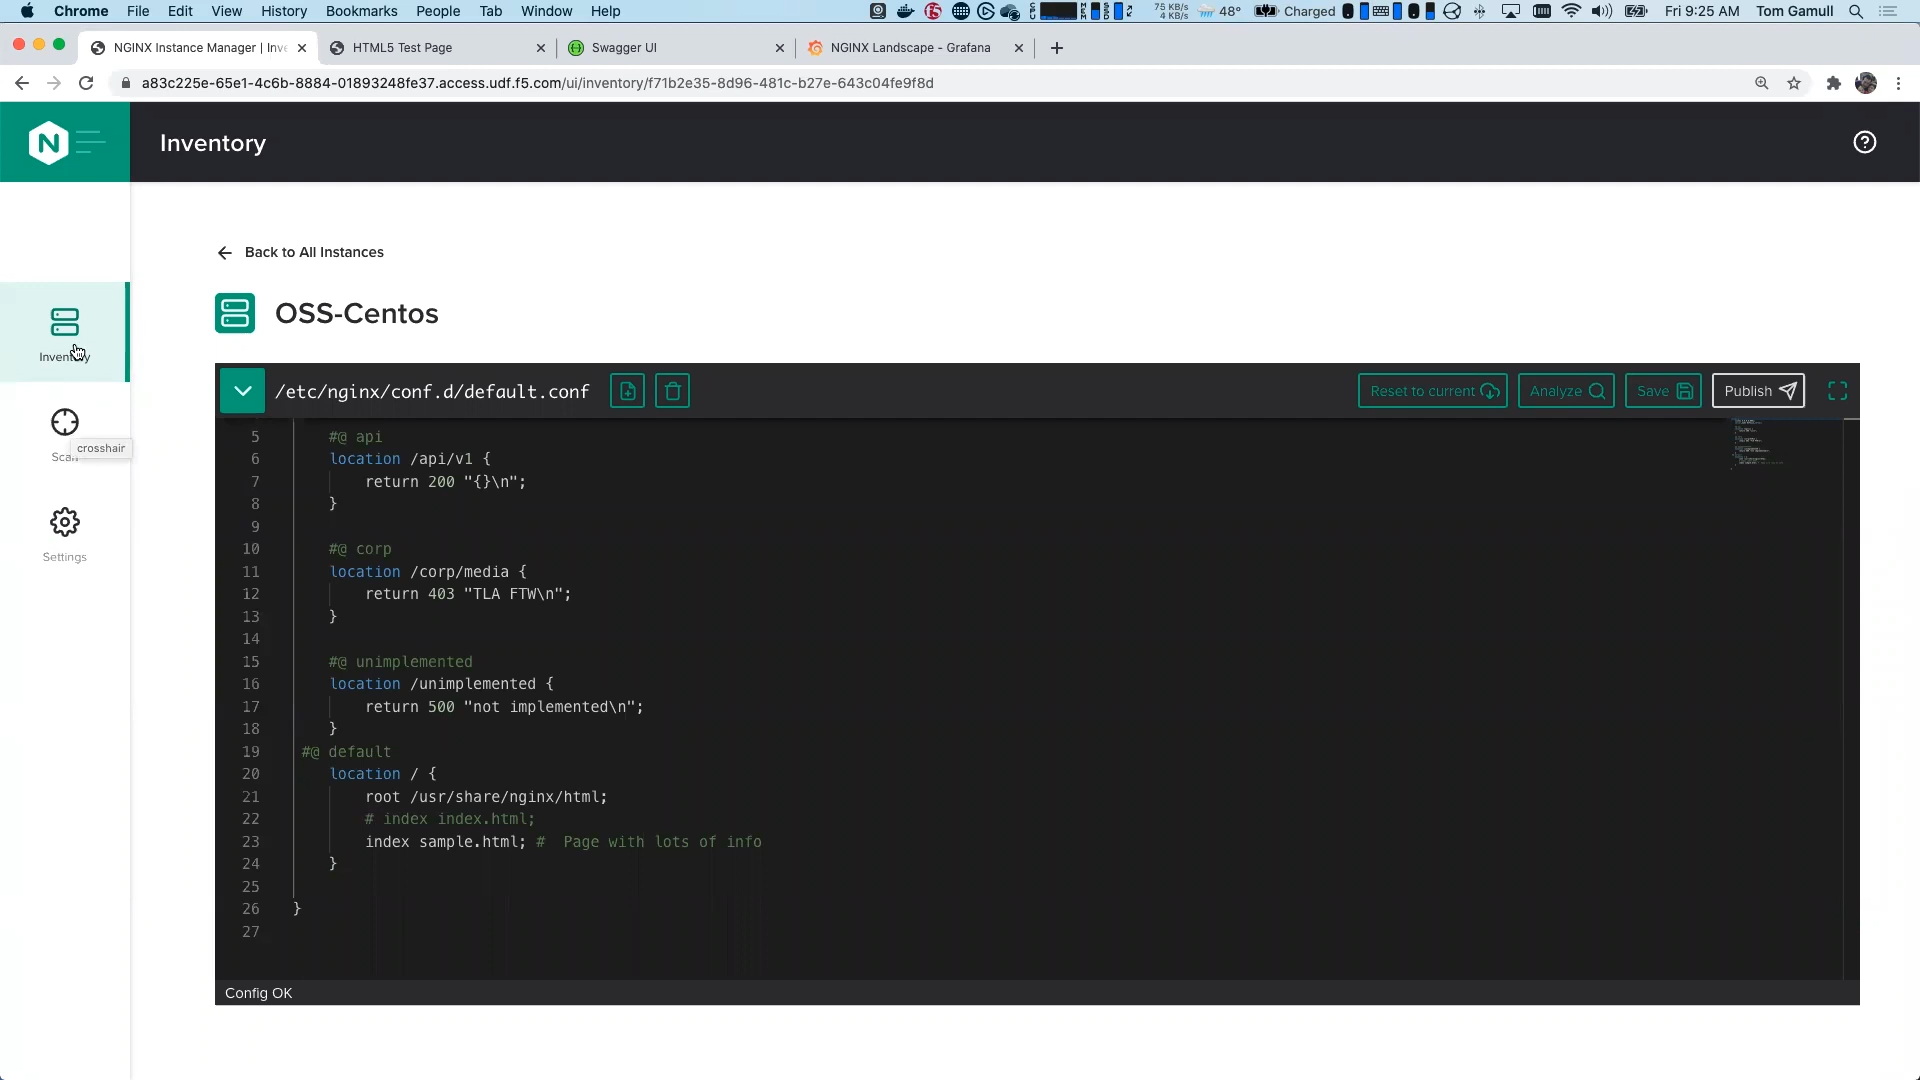 Chrome File Edit View History Bookmarks People Tab Window Help
75 KB/s
4 KB/s
48° Charged Fri 9:25 AM Tom Gamull
NGINX Instance Manager | Inve
HTML5 Test Page
Swagger UI
NGINX Landscape - Grafana
a83c225e-65e1-4c6b-8884-01893248fe37.access.udf.f5.com/ui/inventory/f71b2e35-8d96-481c-b27e-643c04fe9f8d
N
Inventory
Back to All Instances
OSS-Centos
Inventory
crosshair
Scan
Settings
/etc/nginx/conf.d/default.conf
Reset to current Analyze Save Publish
5 #@ api
6 location /api/v1 {
7 return 200 "{}\n";
8 }
9
10 #@ corp
11 location /corp/media {
12 return 403 "TLA FTW\n";
13 }
14
15 #@ unimplemented
16 location /unimplemented {
17 return 500 "not implemented\n";
18 }
19 #@ default
20 location / {
21 root /usr/share/nginx/html;
22 # index index.html;
23 index sample.html; #  Page with lots of info
24 }
25
26 }
27
Config OK